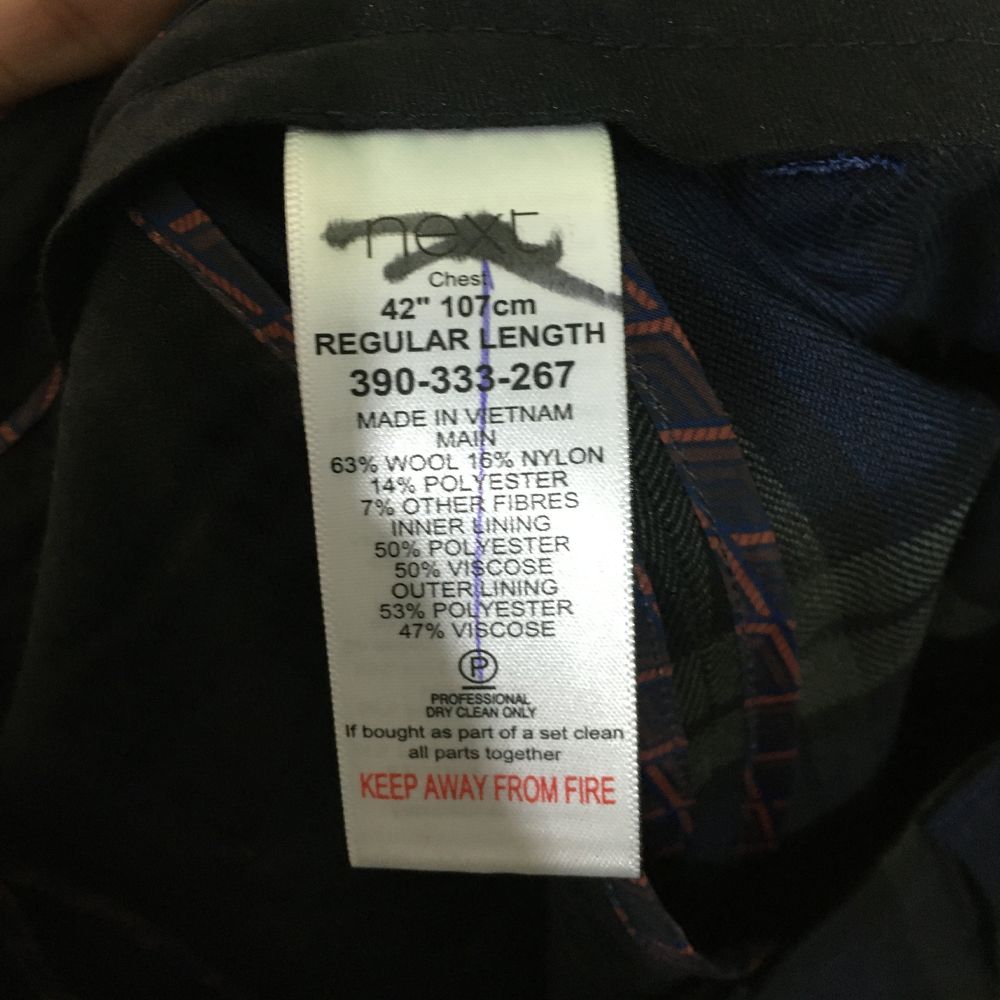 next
Chest
42" 107cm
REGULAR LENGTH
390-333-267
MADE IN VIETNAM
MAIN
63% WOOL 16% NYLON
14% POLYESTER
7% OTHER FIBRES
INNER LINING
50% POLYESTER
50% VISCOSE
OUTER LINING
53% POLYESTER
47% VISCOSE
P
PROFESSIONAL
DRY CLEAN ONLY
If bought as part of a set clean
all parts together
KEEP AWAY FROM FIRE